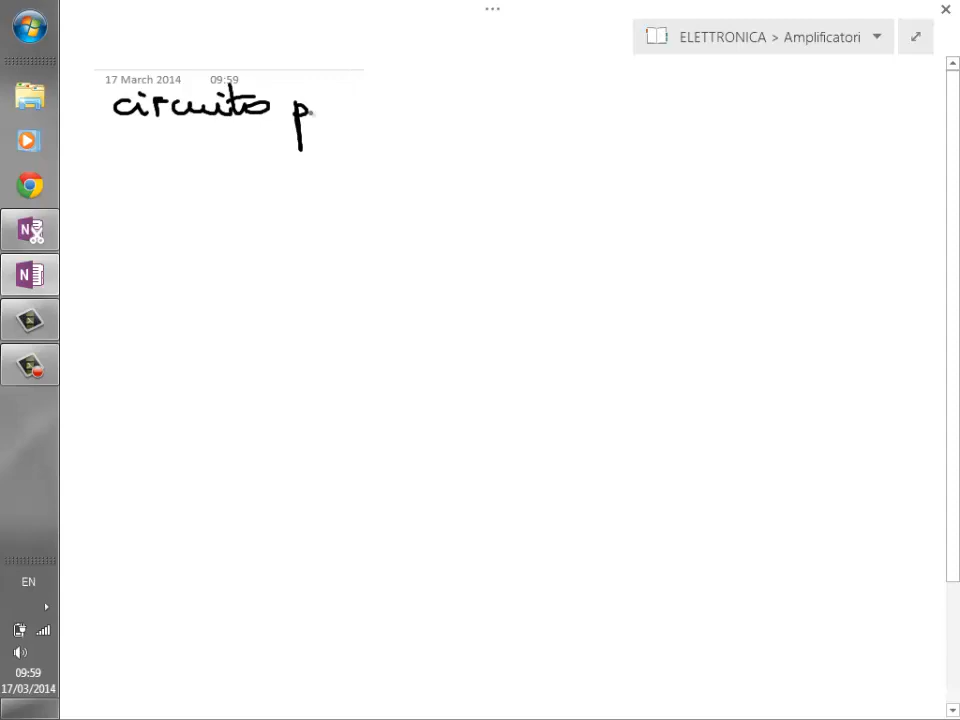 ELETTRONICA > Amplificatori
17 March 2014 09:59
circuito p
EN
09:59
17/03/2014